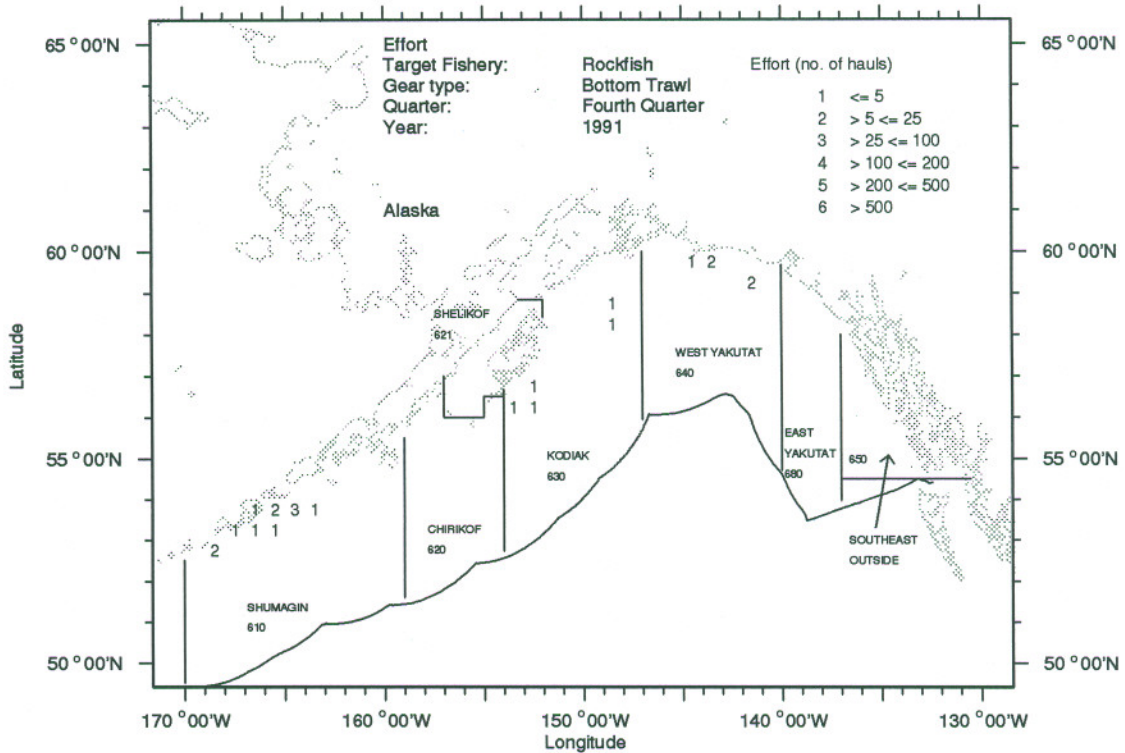 65 °00'N
65 °00'N
Effort
Target Fishery: Rockfish
Gear type: Bottom Trawl
Quarter: Fourth Quarter
Year: 1991
Effort (no. of hauls)
1 <= 5
2 > 5 <= 25
3 > 25 <= 100
4 > 100 <= 200
5 > 200 <= 500
6 > 500
Alaska
60 °00'N
60 °00'N
1 2
2
1
1
SHELIKOF
621
WEST YAKUTAT
640
1
1 1
Latitude
55 °00'N
55 °00'N
KODIAK
630
EAST
YAKUTAT
680
650
1 2 3 1
1 1 1
2
CHIRIKOF
620
SOUTHEAST
OUTSIDE
SHUMAGIN
610
50 °00'N
50 °00'N
170 °00'W
160 °00'W
150 °00'W
140 °00'W
130 °00'W
Longitude